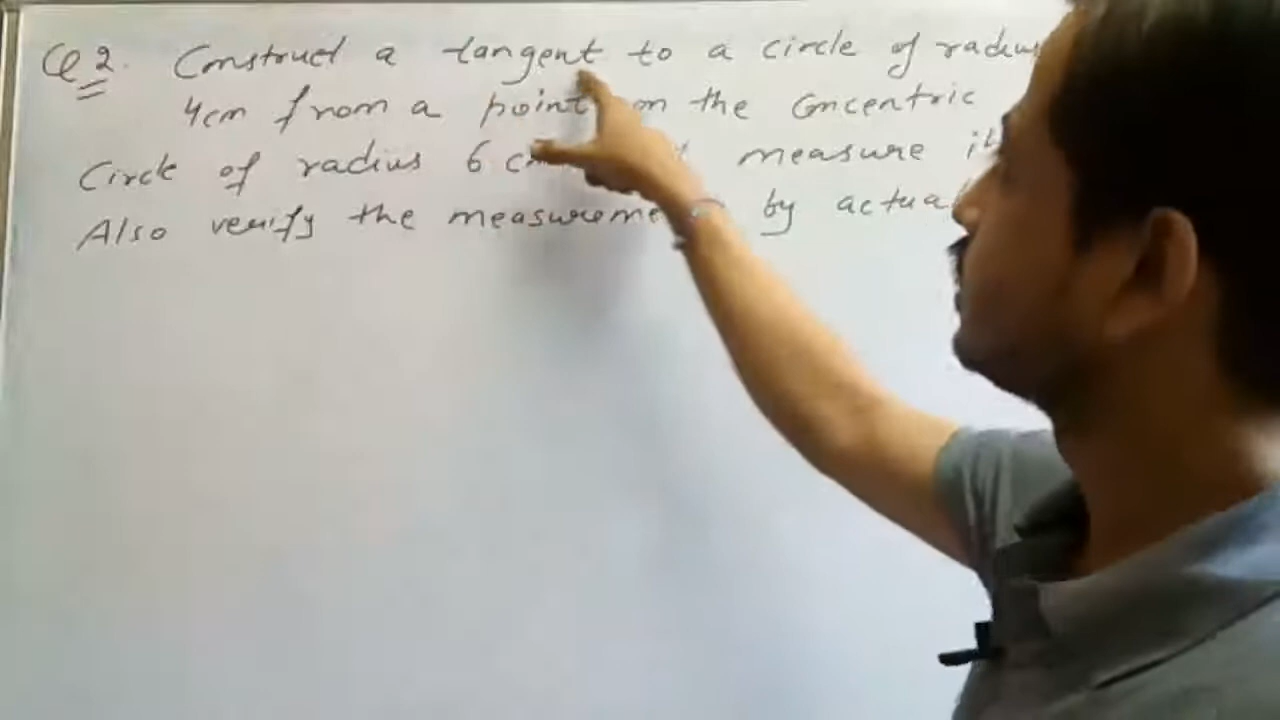 Q2. Construct a tangent to a circle of radius
4cm from a point on the concentric
Circle of radius 6 measure
Also verify the by